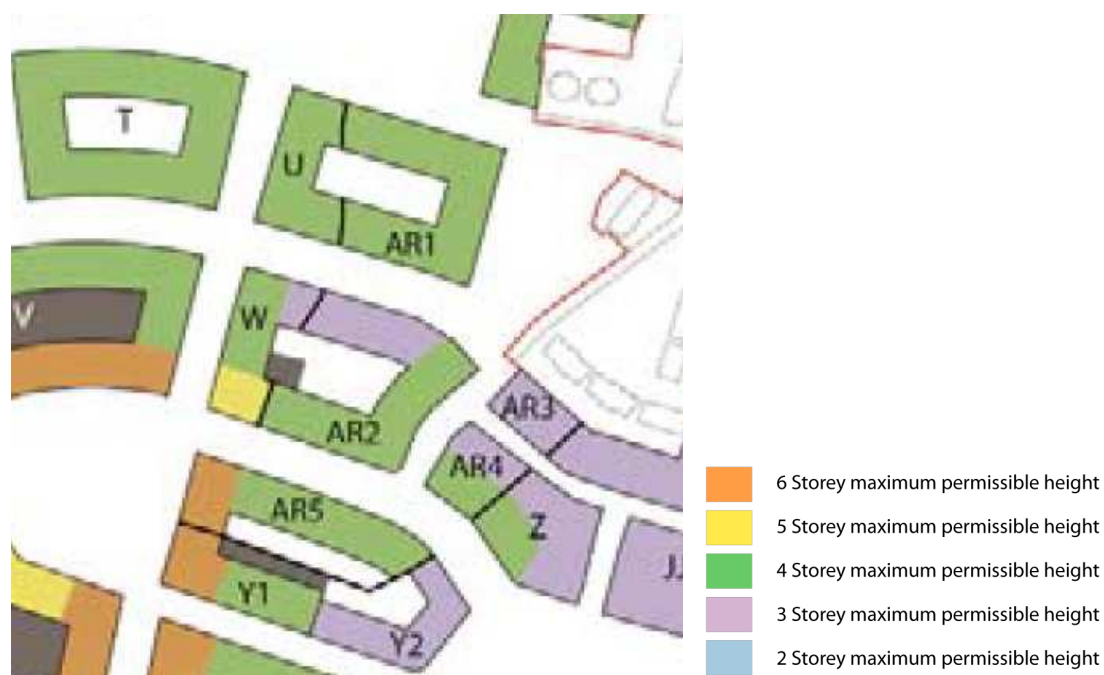 T
U
AR1
V
W
AR2
AR3
AR4
Z
AR5
Y1
Y2
6 Storey maximum permissible height
5 Storey maximum permissible height
4 Storey maximum permissible height
3 Storey maximum permissible height
2 Storey maximum permissible height